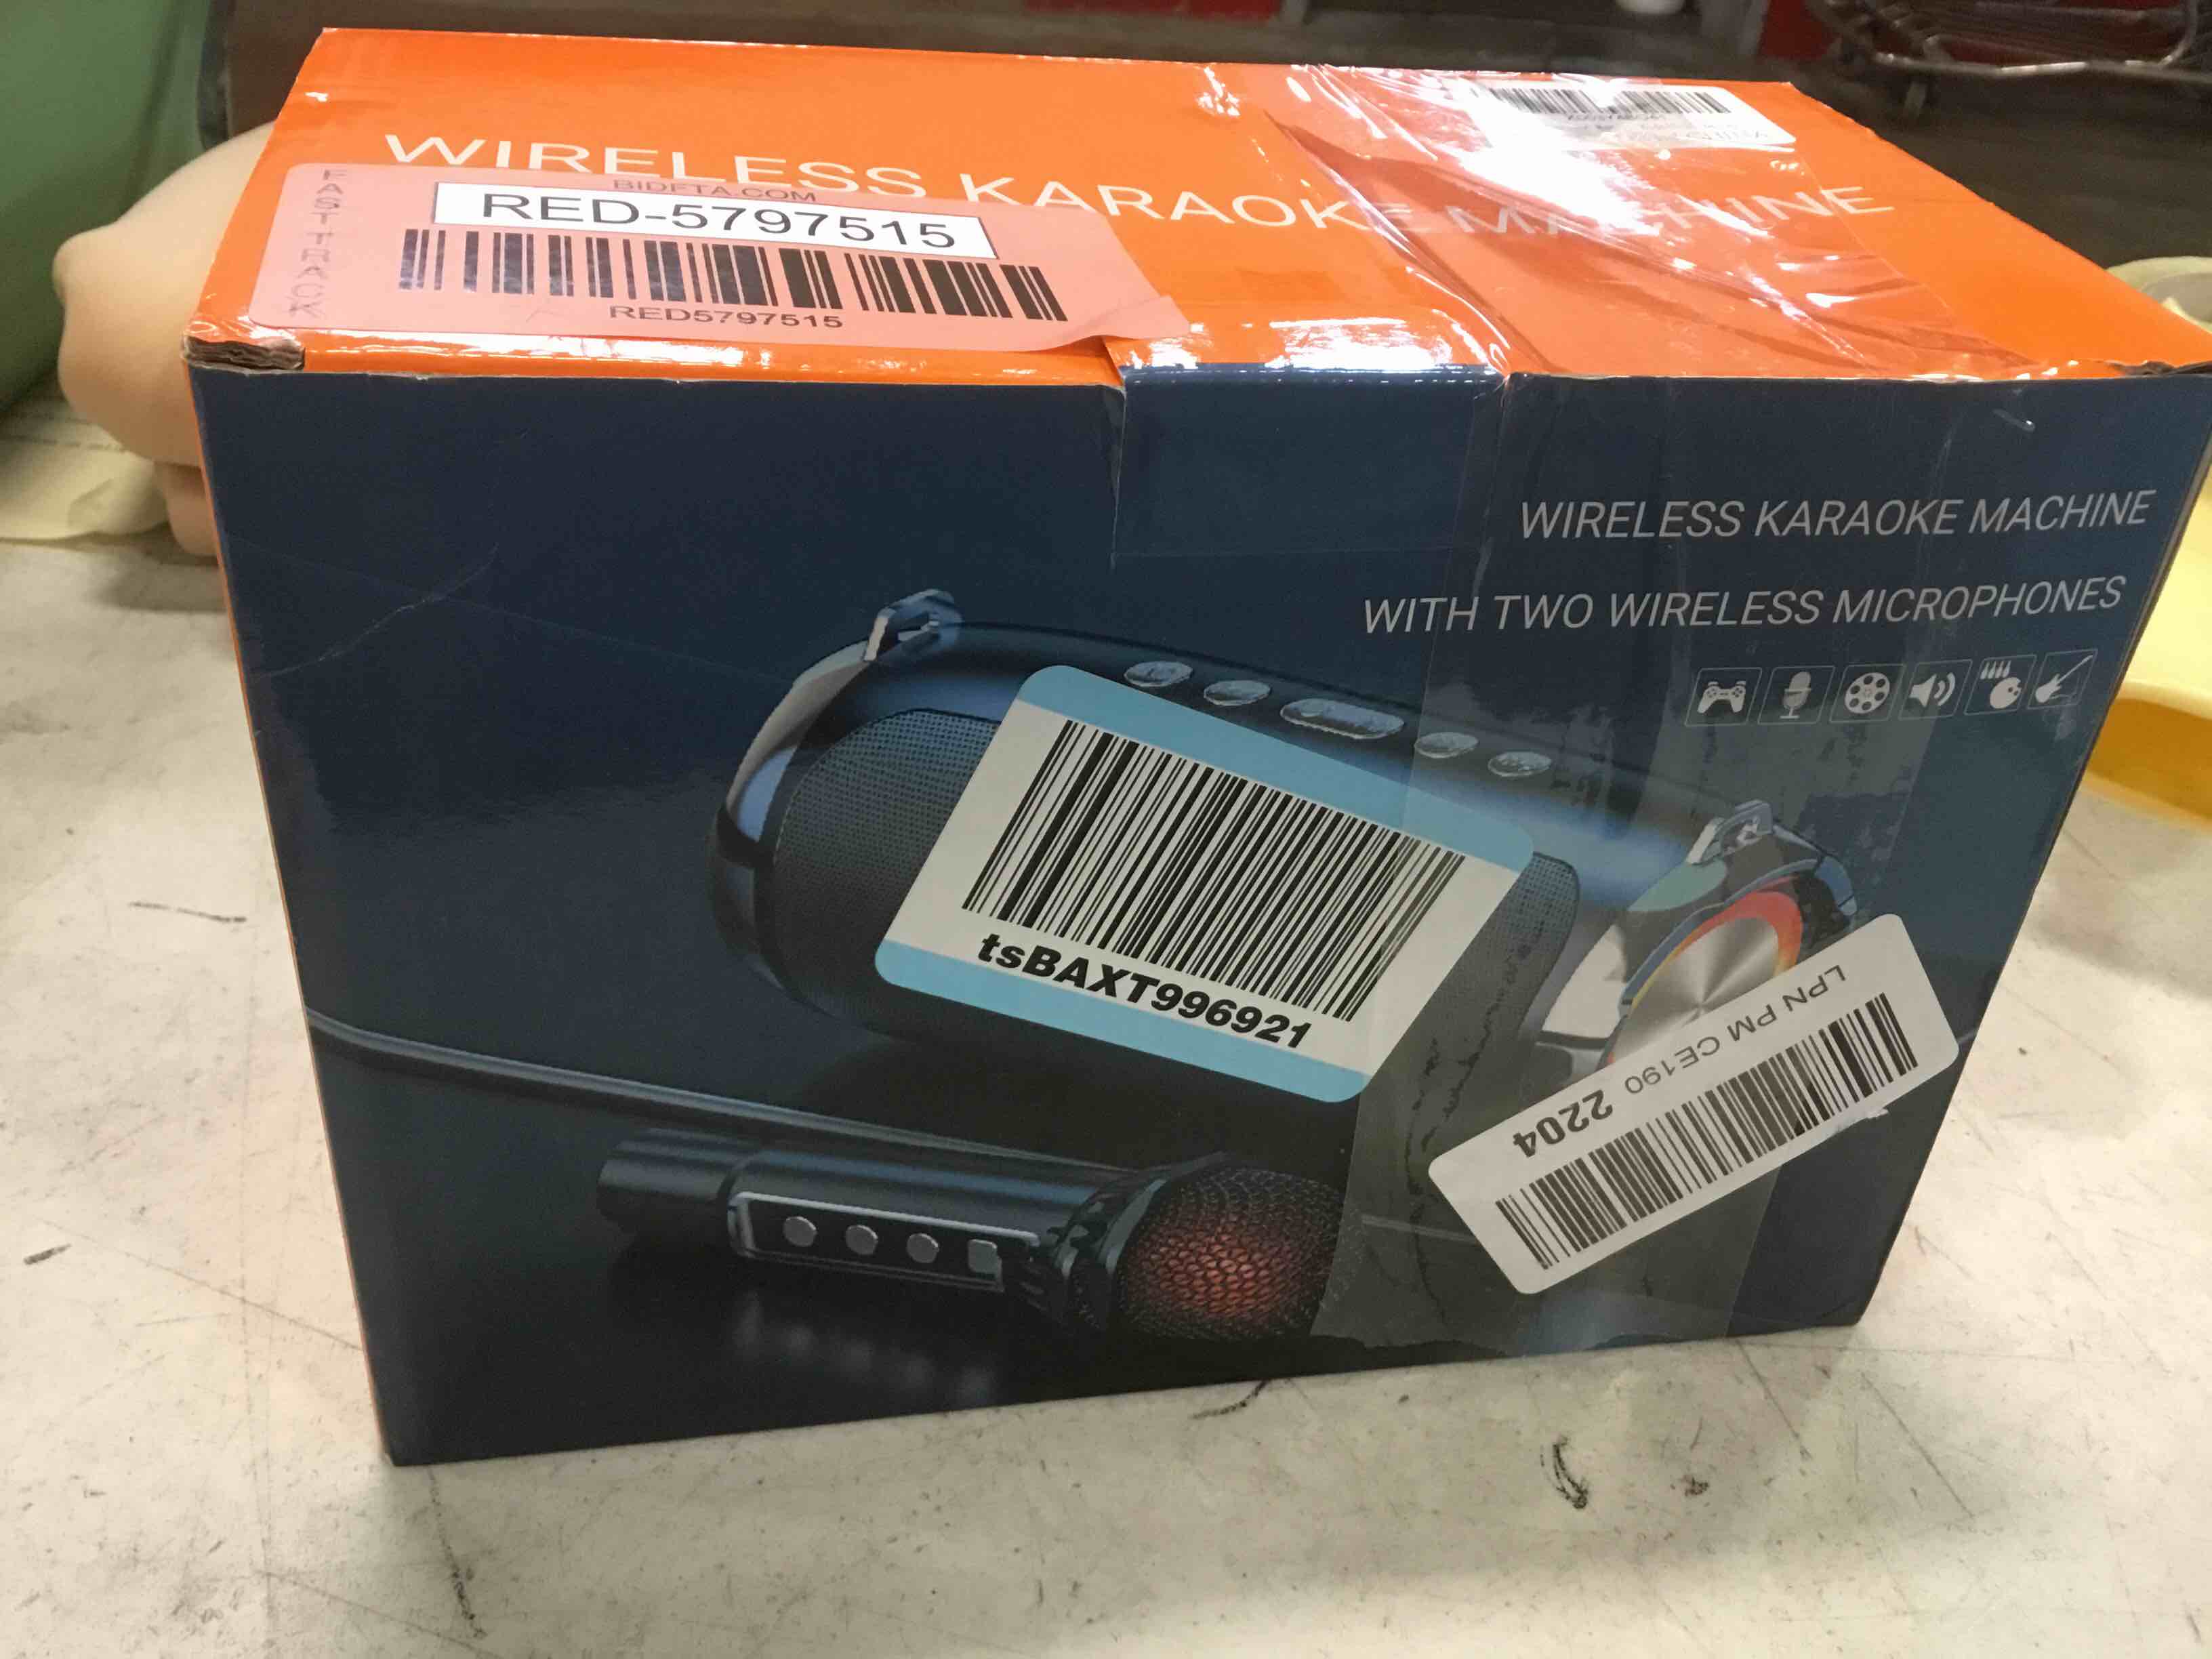 WIRELESS KARAOKE MACHINE
BIDFTA.COM
FAST TRACK
RED-5797515
RED5797515
WIRELESS KARAOKE MACHINE
WITH TWO WIRELESS MICROPHONES
tsBAXT996921
LPN PM CE190 2204